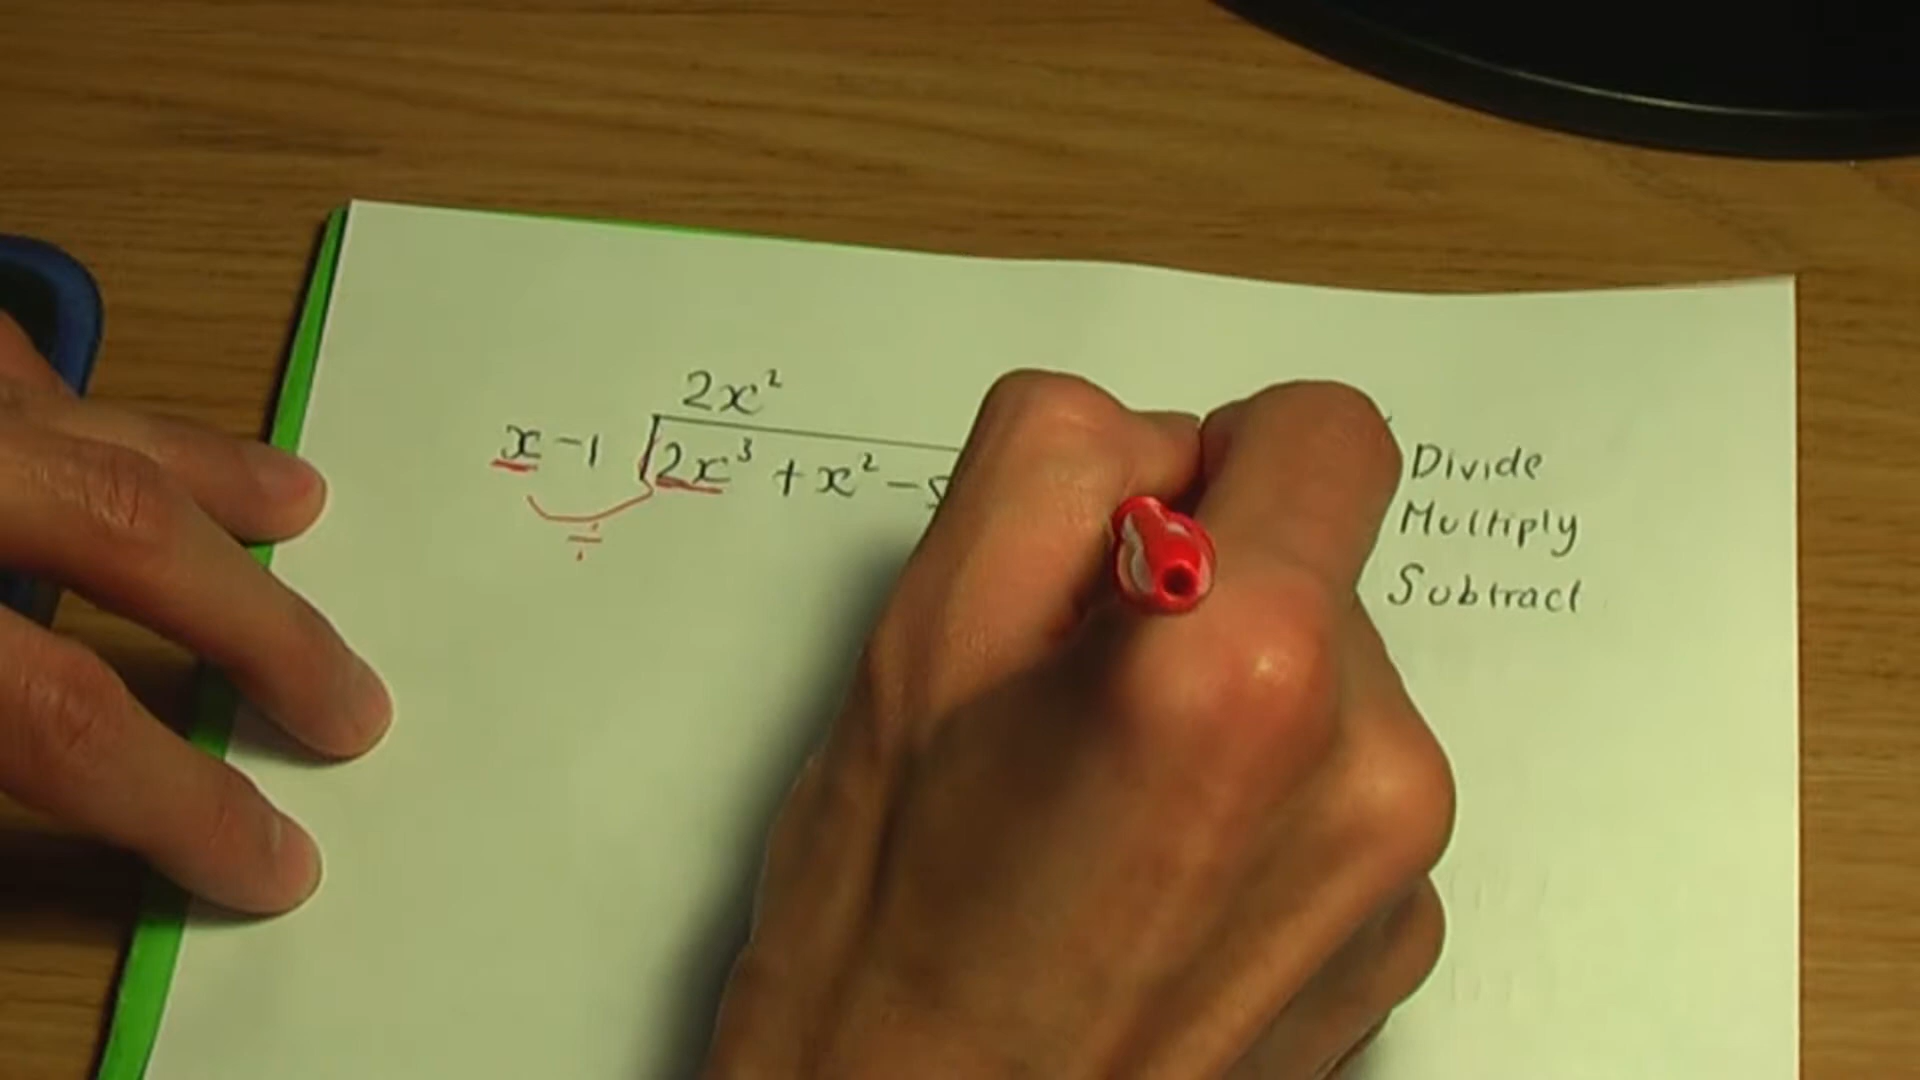 2x²
x - 1 2x³ + x² -
÷
Divide
Multiply
Subtract